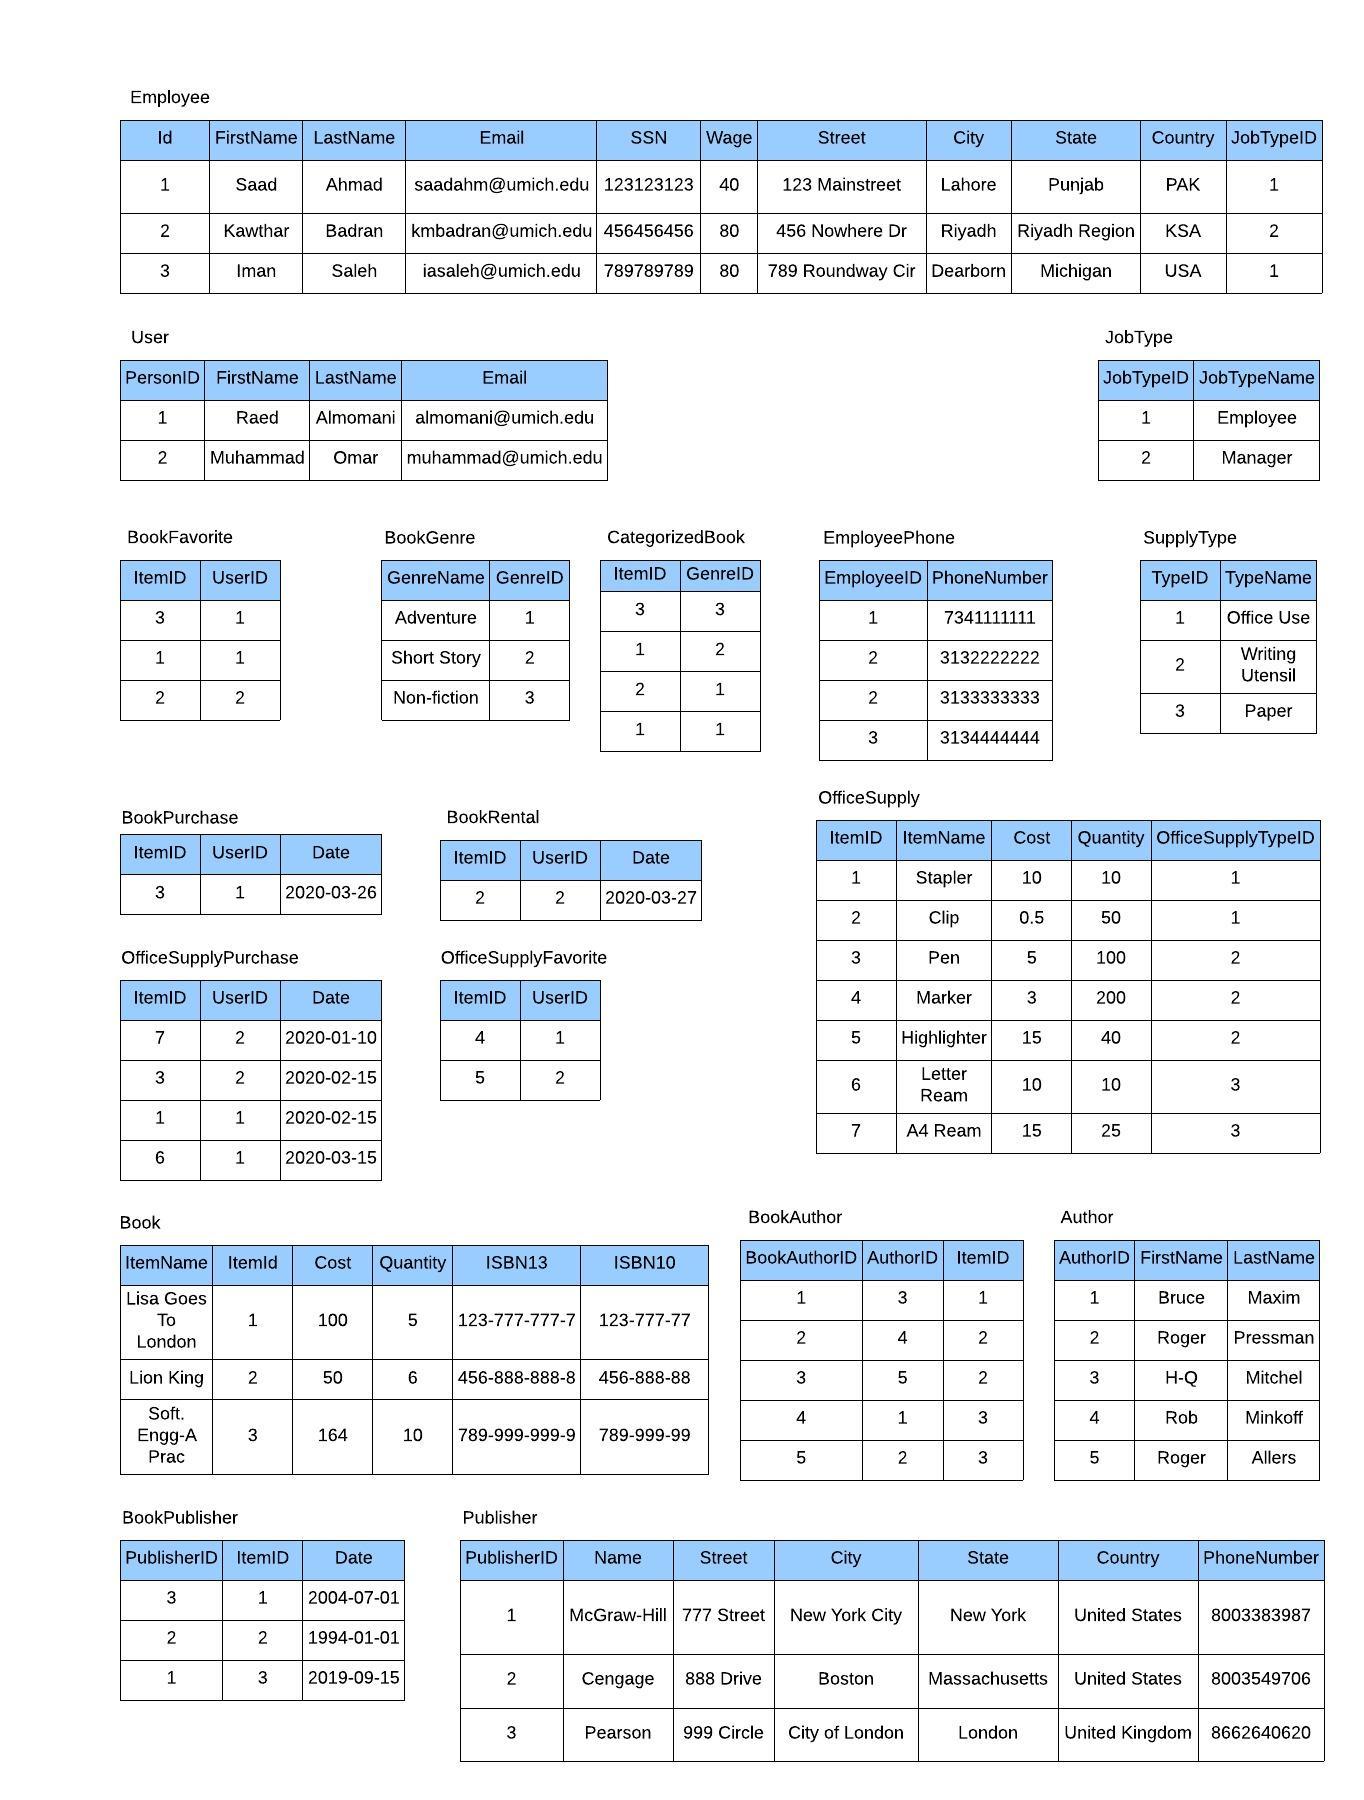 Employee
Id FirstName LastName Email SSN Wage Street City State Country JobTypeID
1 Saad Ahmad saadahm@umich.edu 123123123 40 123 Mainstreet Lahore Punjab PAK 1
2 Kawthar Badran kmbadran@umich.edu 456456456 80 456 Nowhere Dr Riyadh Riyadh Region KSA 2
3 Iman Saleh iasaleh@umich.edu 789789789 80 789 Roundway Cir Dearborn Michigan USA 1
User
PersonID FirstName LastName Email
1 Raed Almomani almomani@umich.edu
2 Muhammad Omar muhammad@umich.edu
JobType
JobTypeID JobTypeName
1 Employee
2 Manager
BookFavorite
ItemID UserID
3 1
1 1
2 2
BookGenre
GenreName GenreID
Adventure 1
Short Story 2
Non-fiction 3
CategorizedBook
ItemID GenreID
3 3
1 2
2 1
1 1
EmployeePhone
EmployeeID PhoneNumber
1 7341111111
2 3132222222
2 3133333333
3 3134444444
SupplyType
TypeID TypeName
1 Office Use
2 Writing
Utensil
3 Paper
BookPurchase
ItemID UserID Date
3 1 2020-03-26
BookRental
ItemID UserID Date
2 2 2020-03-27
OfficeSupply
ItemID ItemName Cost Quantity OfficeSupplyTypeID
1 Stapler 10 10 1
2 Clip 0.5 50 1
3 Pen 5 100 2
4 Marker 3 200 2
5 Highlighter 15 40 2
6 Letter
Ream 10 10 3
7 A4 Ream 15 25 3
OfficeSupplyPurchase
ItemID UserID Date
7 2 2020-01-10
3 2 2020-02-15
1 1 2020-02-15
6 1 2020-03-15
OfficeSupplyFavorite
ItemID UserID
4 1
5 2
Book
ItemName ItemId Cost Quantity ISBN13 ISBN10
Lisa Goes
To
London 1 100 5 123-777-777-7 123-777-77
Lion King 2 50 6 456-888-888-8 456-888-88
Soft.
Engg-A
Prac 3 164 10 789-999-999-9 789-999-99
BookAuthor
BookAuthorID AuthorID ItemID
1 3 1
2 4 2
3 5 2
4 1 3
5 2 3
Author
AuthorID FirstName LastName
1 Bruce Maxim
2 Roger Pressman
3 H-Q Mitchel
4 Rob Minkoff
5 Roger Allers
BookPublisher
PublisherID ItemID Date
3 1 2004-07-01
2 2 1994-01-01
1 3 2019-09-15
Publisher
PublisherID Name Street City State Country PhoneNumber
1 McGraw-Hill 777 Street New York City New York United States 8003383987
2 Cengage 888 Drive Boston Massachusetts United States 8003549706
3 Pearson 999 Circle City of London London United Kingdom 8662640620